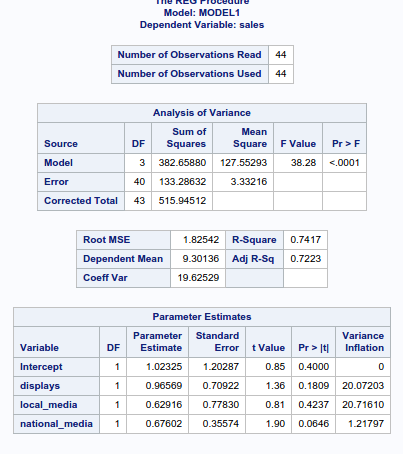 The REG Procedure
Model: MODEL1
Dependent Variable: sales
Number of Observations Read 44
Number of Observations Used 44
Analysis of Variance
Source DF Sum of Squares Mean Square F Value Pr > F
Model 3 382.65880 127.55293 38.28 <.0001
Error 40 133.28632 3.33216
Corrected Total 43 515.94512
Root MSE 1.82542 R-Square 0.7417
Dependent Mean 9.30136 Adj R-Sq 0.7223
Coeff Var 19.62529
Parameter Estimates
Variable DF Parameter Estimate Standard Error t Value Pr > |t| Variance Inflation
Intercept 1 1.02325 1.20287 0.85 0.4000 0
displays 1 0.96569 0.70922 1.36 0.1809 20.07203
local_media 1 0.62916 0.77830 0.81 0.4237 20.71610
national_media 1 0.67602 0.35574 1.90 0.0646 1.21797